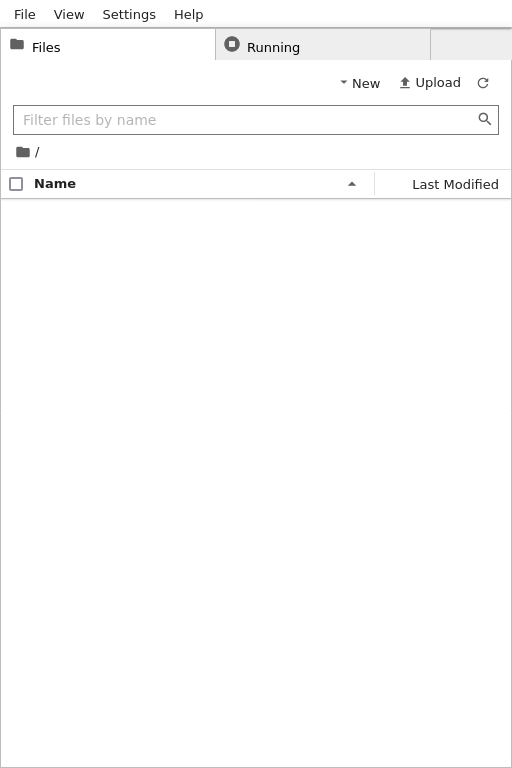 File View Settings Help
Files Running
New Upload
Filter files by name
/
Name Last Modified